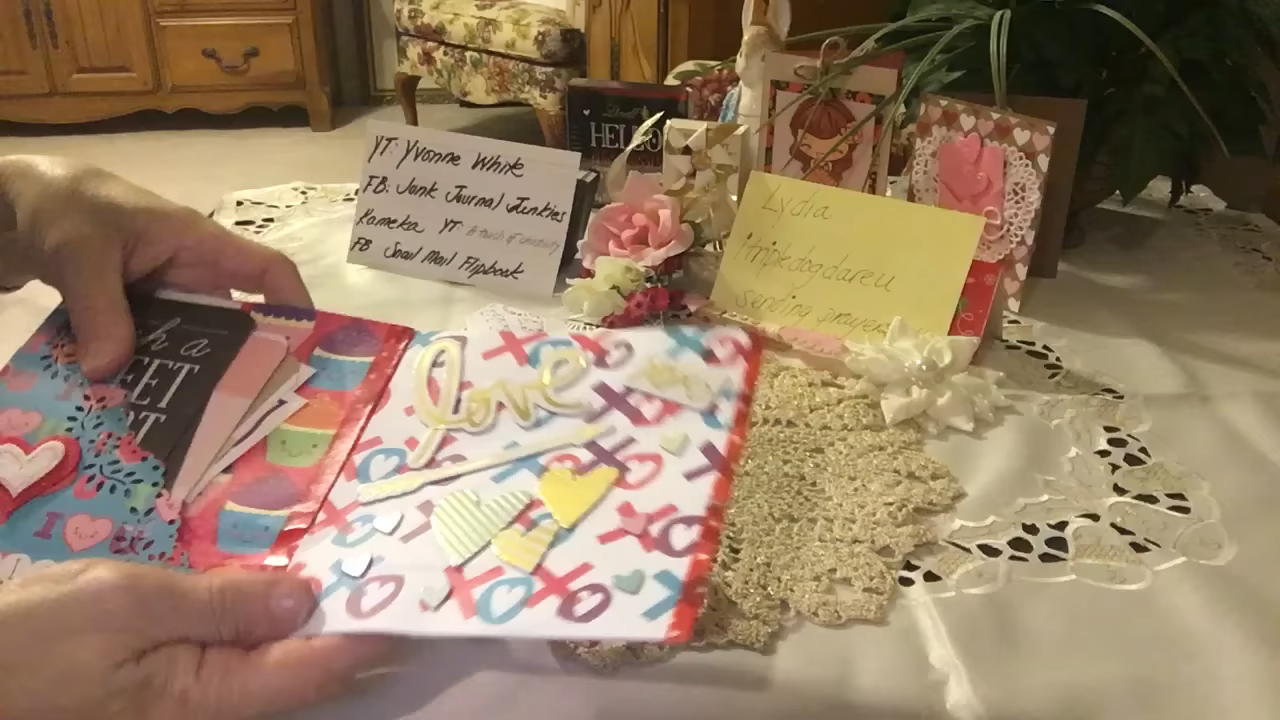 YT: Yvonne White
FB: Junk Journal Junkies
Kameka YT: A touch of creativity
FB Snail Mail Flipbook
HELLO
Lydia
itripledogdareu
sending prayers
love
h a
EET
I